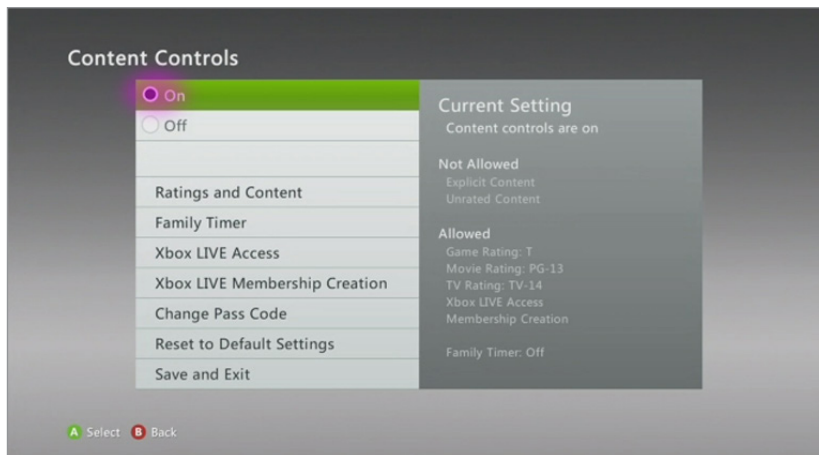 Content Controls
On
Off
Ratings and Content
Family Timer
Xbox LIVE Access
Xbox LIVE Membership Creation
Change Pass Code
Reset to Default Settings
Save and Exit
Current Setting
Content controls are on
Not Allowed
Explicit Content
Unrated Content
Allowed
Game Rating: T
Movie Rating: PG-13
TV Rating: TV-14
Xbox LIVE Access
Membership Creation
Family Timer: Off
A Select B Back